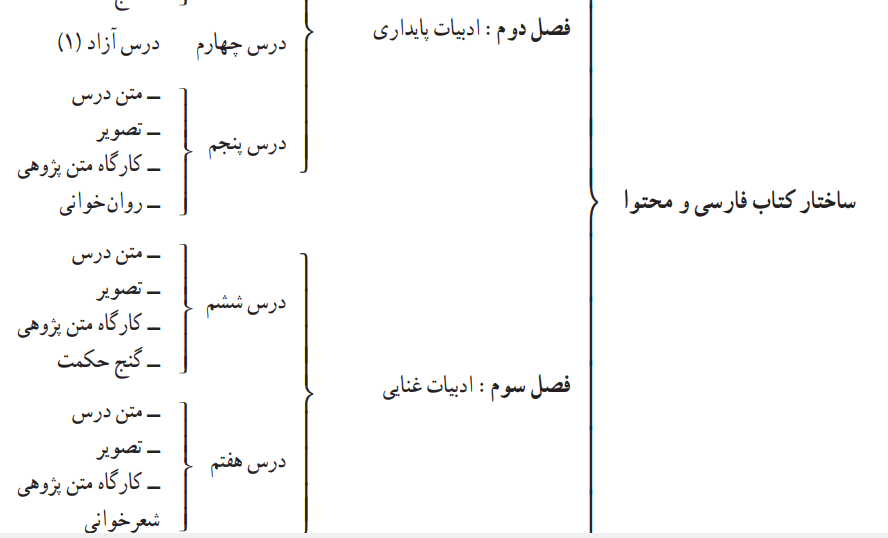 ساختار کتاب فارسی و محتوا
فصل دوم : ادبیات پایداری
درس چهارم
درس آزاد (۱)
درس پنجم
ــ متن درس
ــ تصویر
ــ کارگاه متن پژوهی
ــ روان‌خوانی
فصل سوم : ادبیات غنایی
درس ششم
ــ متن درس
ــ تصویر
ــ کارگاه متن پژوهی
ــ گنج حکمت
درس هفتم
ــ متن درس
ــ تصویر
ــ کارگاه متن پژوهی
شعرخوانی